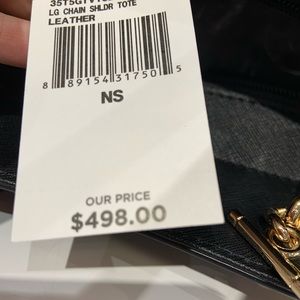 LG CHAIN SHLDR TOTE
LEATHER
8 89154 31750 5
NS
OUR PRICE
$498.00